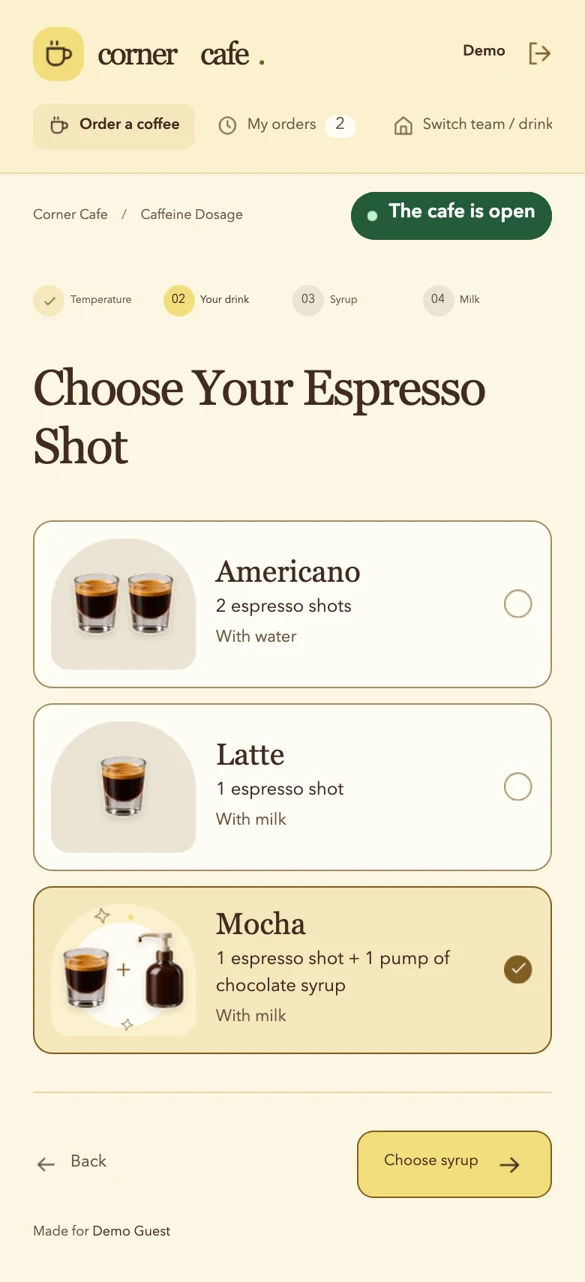 corner cafe .
Demo
Order a coffee
My orders 2
Switch team / drink
Corner Cafe / Caffeine Dosage
The cafe is open
Temperature
02 Your drink
03 Syrup
04 Milk
Choose Your Espresso
Shot
Americano
2 espresso shots
With water
Latte
1 espresso shot
With milk
+
Mocha
1 espresso shot + 1 pump of
chocolate syrup
With milk
Back
Choose syrup
Made for Demo Guest